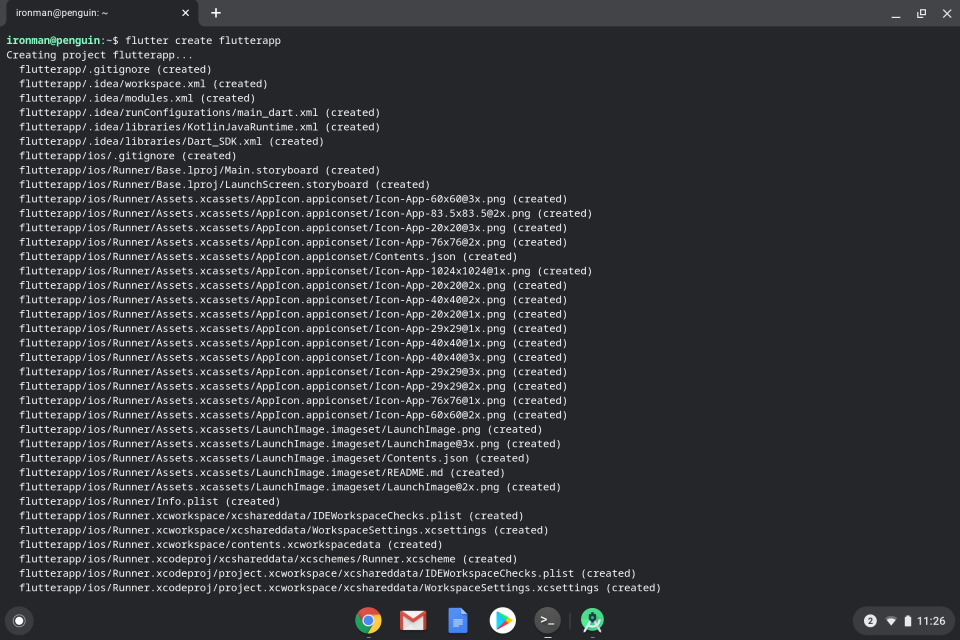 ironman@penguin: ~
ironman@penguin:~$ flutter create flutterapp
Creating project flutterapp...
flutterapp/.gitignore (created)
flutterapp/.idea/workspace.xml (created)
flutterapp/.idea/modules.xml (created)
flutterapp/.idea/runConfigurations/main_dart.xml (created)
flutterapp/.idea/libraries/KotlinJavaRuntime.xml (created)
flutterapp/.idea/libraries/Dart_SDK.xml (created)
flutterapp/ios/.gitignore (created)
flutterapp/ios/Runner/Base.lproj/Main.storyboard (created)
flutterapp/ios/Runner/Base.lproj/LaunchScreen.storyboard (created)
flutterapp/ios/Runner/Assets.xcassets/AppIcon.appiconset/Icon-App-60x60@3x.png (created)
flutterapp/ios/Runner/Assets.xcassets/AppIcon.appiconset/Icon-App-83.5x83.5@2x.png (created)
flutterapp/ios/Runner/Assets.xcassets/AppIcon.appiconset/Icon-App-20x20@3x.png (created)
flutterapp/ios/Runner/Assets.xcassets/AppIcon.appiconset/Icon-App-76x76@2x.png (created)
flutterapp/ios/Runner/Assets.xcassets/AppIcon.appiconset/Contents.json (created)
flutterapp/ios/Runner/Assets.xcassets/AppIcon.appiconset/Icon-App-1024x1024@1x.png (created)
flutterapp/ios/Runner/Assets.xcassets/AppIcon.appiconset/Icon-App-20x20@2x.png (created)
flutterapp/ios/Runner/Assets.xcassets/AppIcon.appiconset/Icon-App-40x40@2x.png (created)
flutterapp/ios/Runner/Assets.xcassets/AppIcon.appiconset/Icon-App-20x20@1x.png (created)
flutterapp/ios/Runner/Assets.xcassets/AppIcon.appiconset/Icon-App-29x29@1x.png (created)
flutterapp/ios/Runner/Assets.xcassets/AppIcon.appiconset/Icon-App-40x40@1x.png (created)
flutterapp/ios/Runner/Assets.xcassets/AppIcon.appiconset/Icon-App-40x40@3x.png (created)
flutterapp/ios/Runner/Assets.xcassets/AppIcon.appiconset/Icon-App-29x29@3x.png (created)
flutterapp/ios/Runner/Assets.xcassets/AppIcon.appiconset/Icon-App-29x29@2x.png (created)
flutterapp/ios/Runner/Assets.xcassets/AppIcon.appiconset/Icon-App-76x76@1x.png (created)
flutterapp/ios/Runner/Assets.xcassets/AppIcon.appiconset/Icon-App-60x60@2x.png (created)
flutterapp/ios/Runner/Assets.xcassets/LaunchImage.imageset/LaunchImage.png (created)
flutterapp/ios/Runner/Assets.xcassets/LaunchImage.imageset/LaunchImage@3x.png (created)
flutterapp/ios/Runner/Assets.xcassets/LaunchImage.imageset/Contents.json (created)
flutterapp/ios/Runner/Assets.xcassets/LaunchImage.imageset/README.md (created)
flutterapp/ios/Runner/Assets.xcassets/LaunchImage.imageset/LaunchImage@2x.png (created)
flutterapp/ios/Runner/Info.plist (created)
flutterapp/ios/Runner.xcworkspace/xcshareddata/IDEWorkspaceChecks.plist (created)
flutterapp/ios/Runner.xcworkspace/xcshareddata/WorkspaceSettings.xcsettings (created)
flutterapp/ios/Runner.xcworkspace/contents.xcworkspacedata (created)
flutterapp/ios/Runner.xcodeproj/xcshareddata/xcschemes/Runner.xcscheme (created)
flutterapp/ios/Runner.xcodeproj/project.xcworkspace/xcshareddata/IDEWorkspaceChecks.plist (created)
flutterapp/ios/Runner.xcodeproj/project.xcworkspace/xcshareddata/WorkspaceSettings.xcsettings (created)
>_
2 11:26